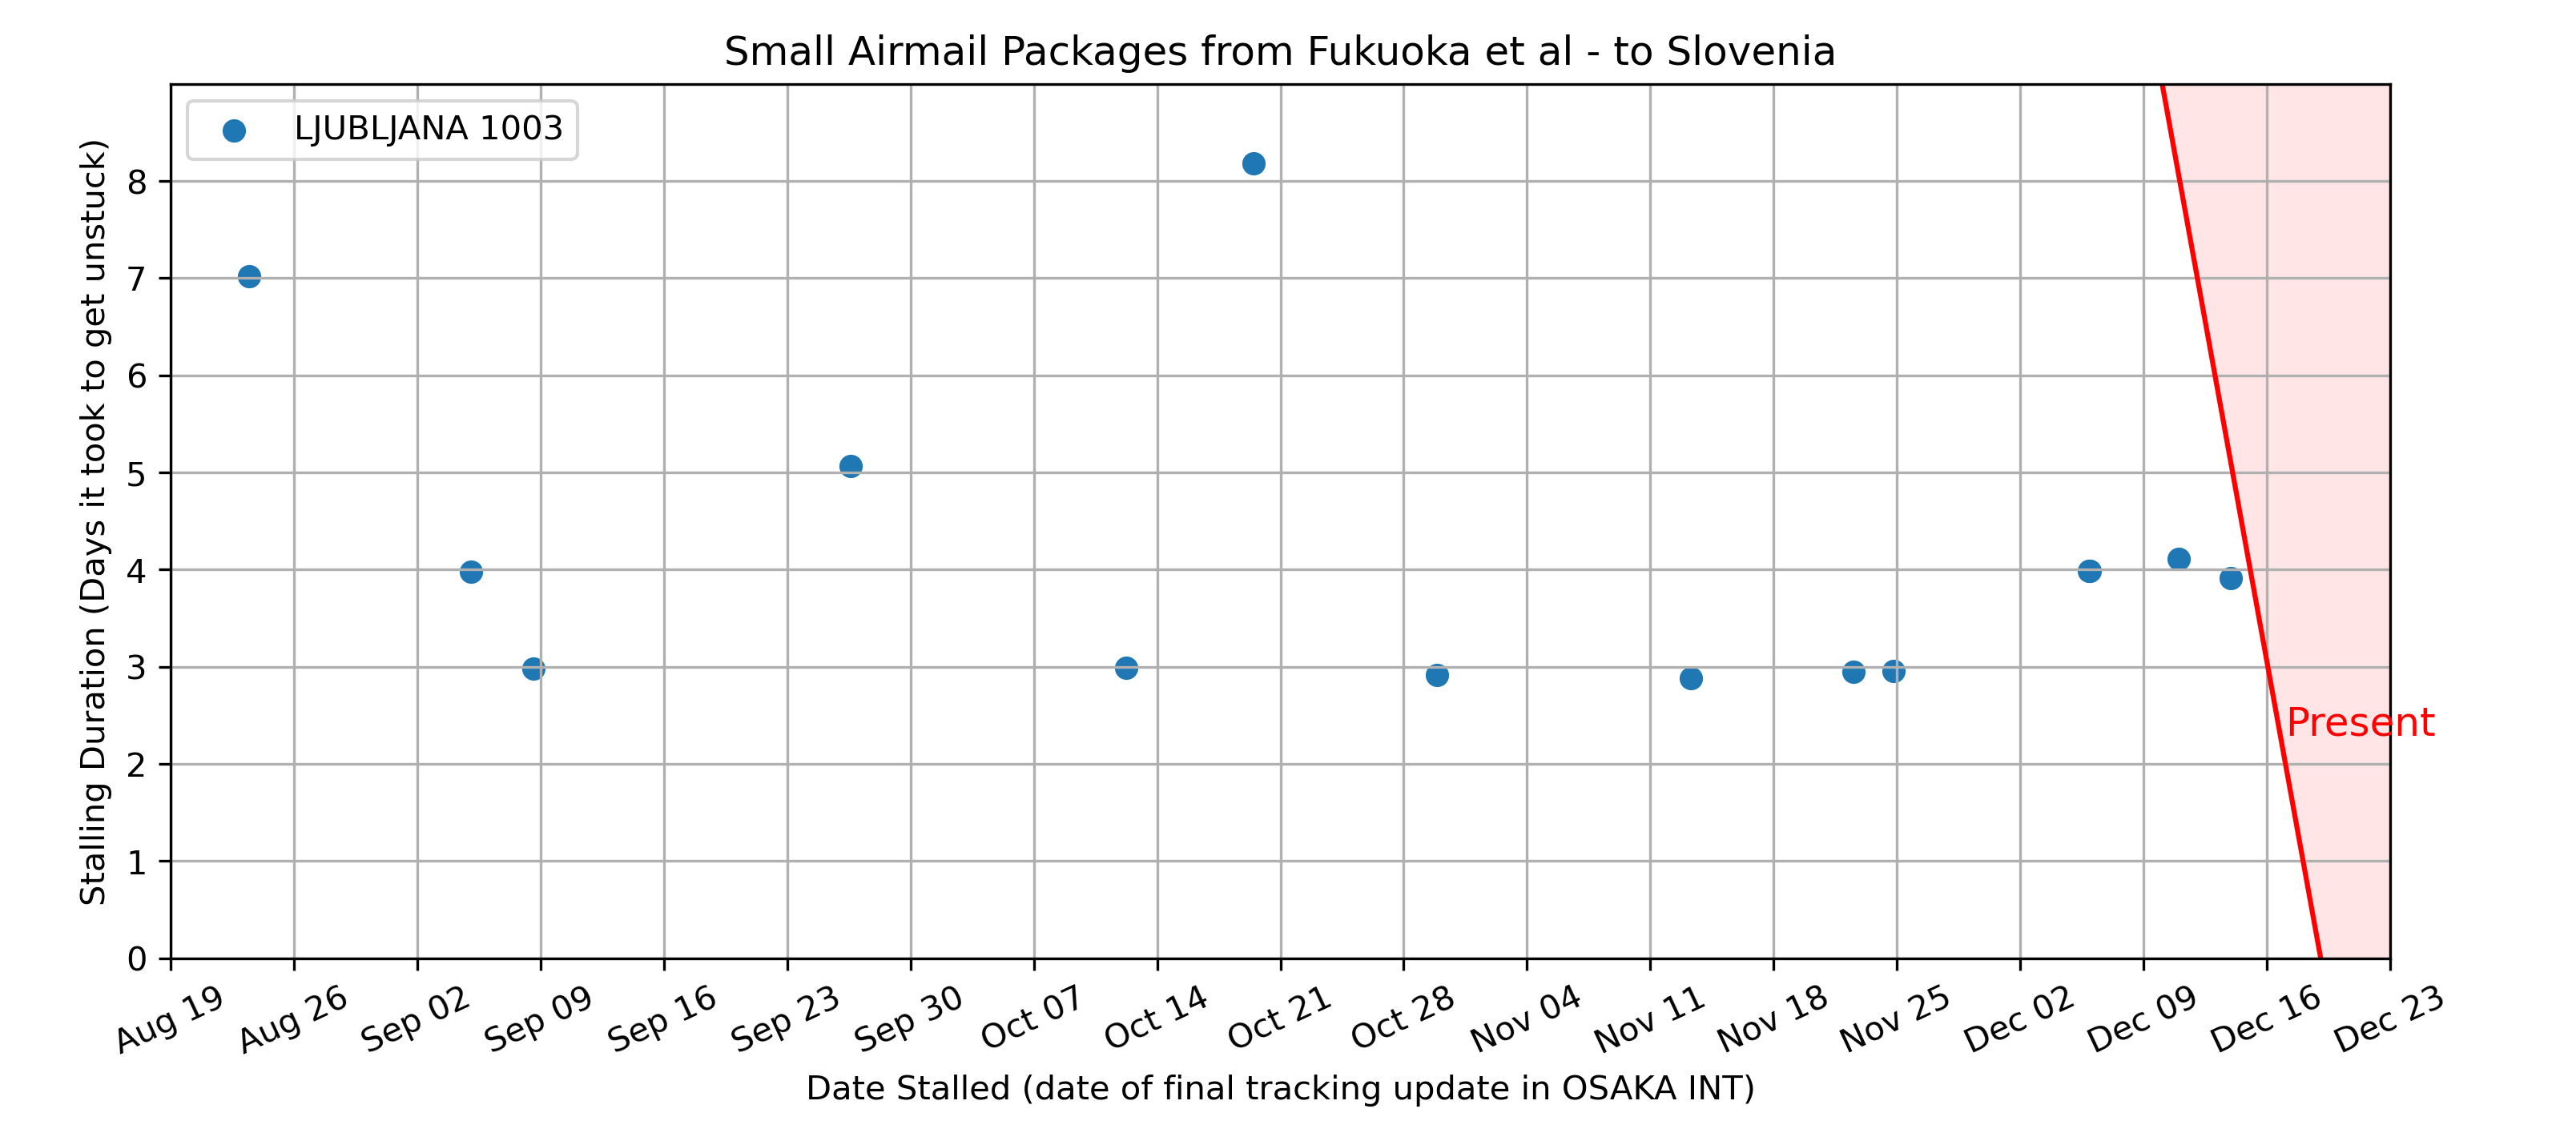 Small Airmail Packages from Fukuoka et al - to Slovenia
LJUBLJANA 1003
Stalling Duration (Days it took to get unstuck)
8
7
6
5
4
3
2
1
0
Present
Aug 19
Aug 26
Sep 02
Sep 09
Sep 16
Sep 23
Sep 30
Oct 07
Oct 14
Oct 21
Oct 28
Nov 04
Nov 11
Nov 18
Nov 25
Dec 02
Dec 09
Dec 16
Dec 23
Date Stalled (date of final tracking update in OSAKA INT)